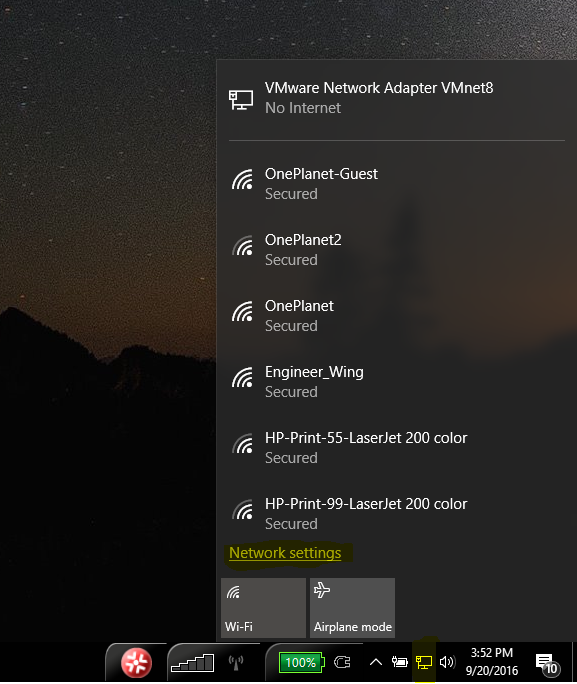 VMware Network Adapter VMnet8
No Internet
OnePlanet-Guest
Secured
OnePlanet2
Secured
OnePlanet
Secured
Engineer_Wing
Secured
HP-Print-55-LaserJet 200 color
Secured
HP-Print-99-LaserJet 200 color
Secured
Network settings
Wi-Fi
Airplane mode
100%
3:52 PM
9/20/2016
10